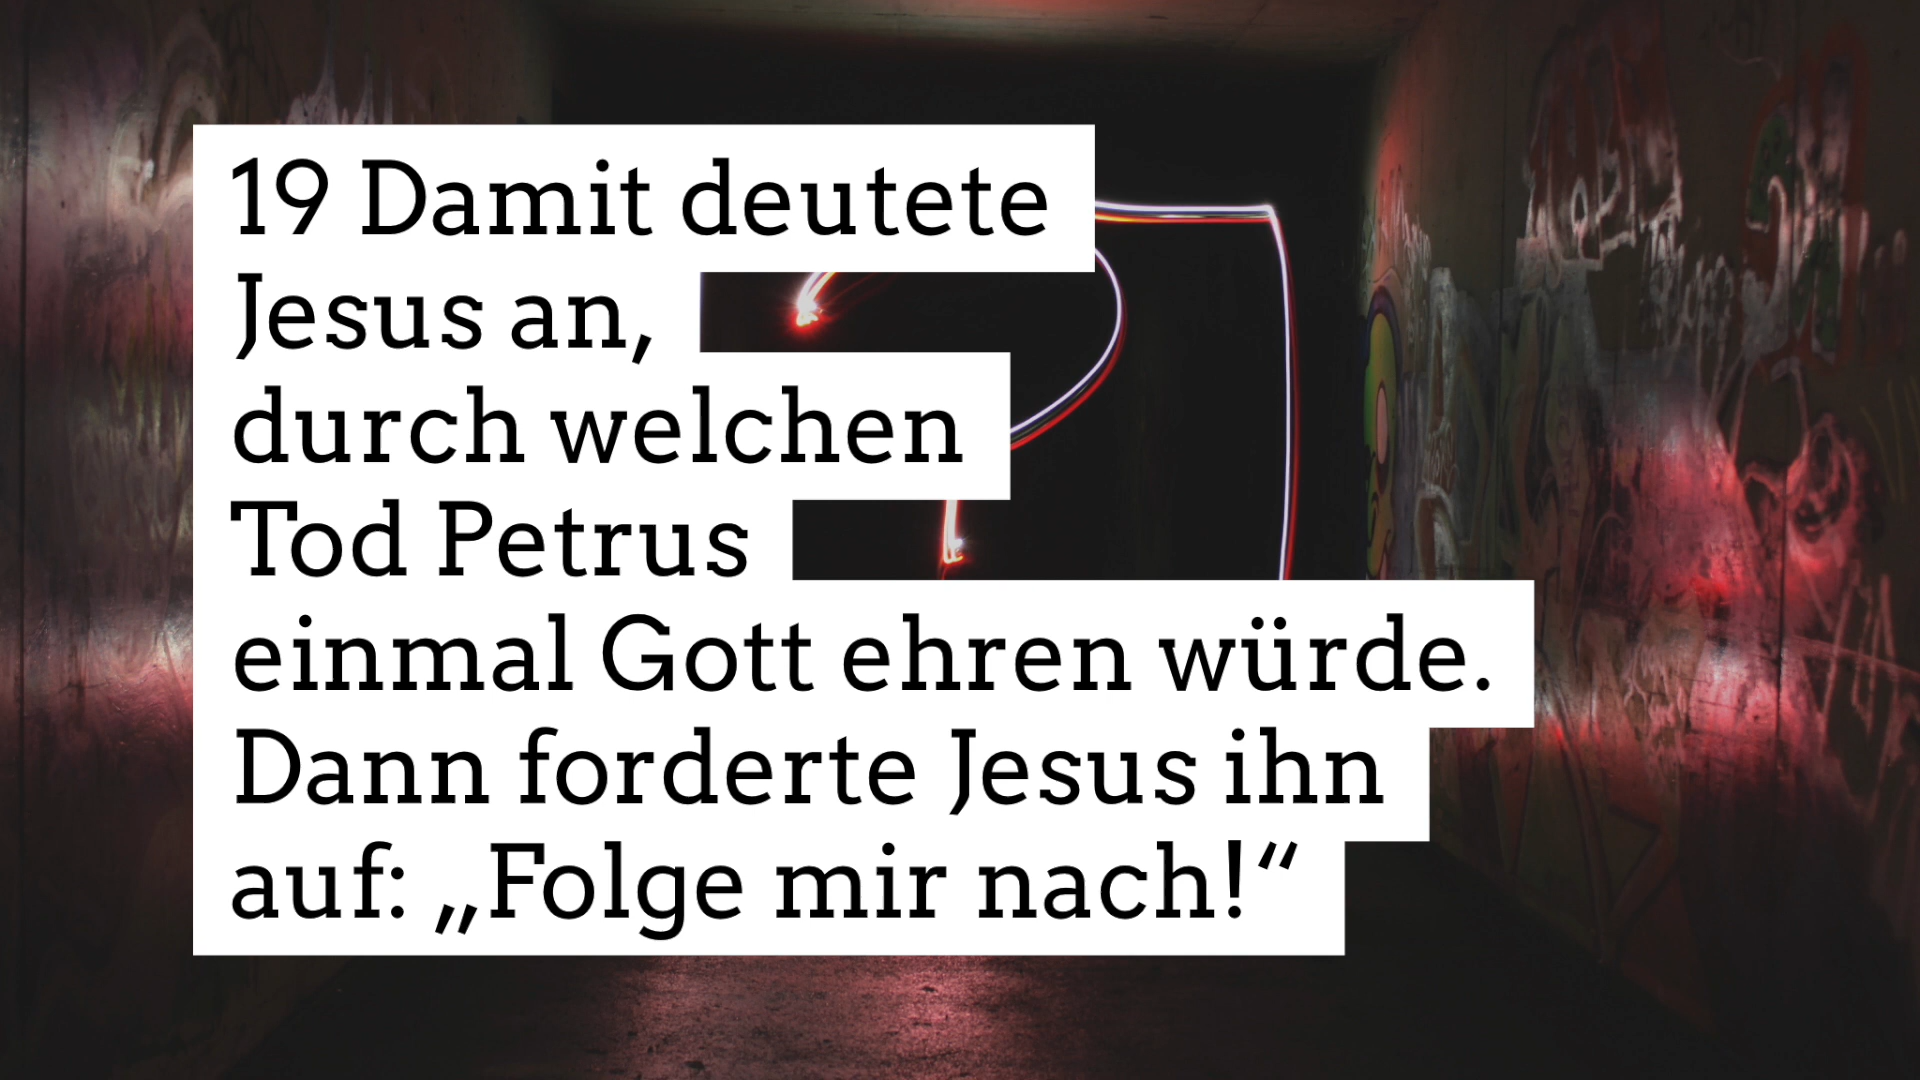 19 Damit deutete
Jesus an,
durch welchen
Tod Petrus
einmal Gott ehren würde.
Dann forderte Jesus ihn
auf: „Folge mir nach!“